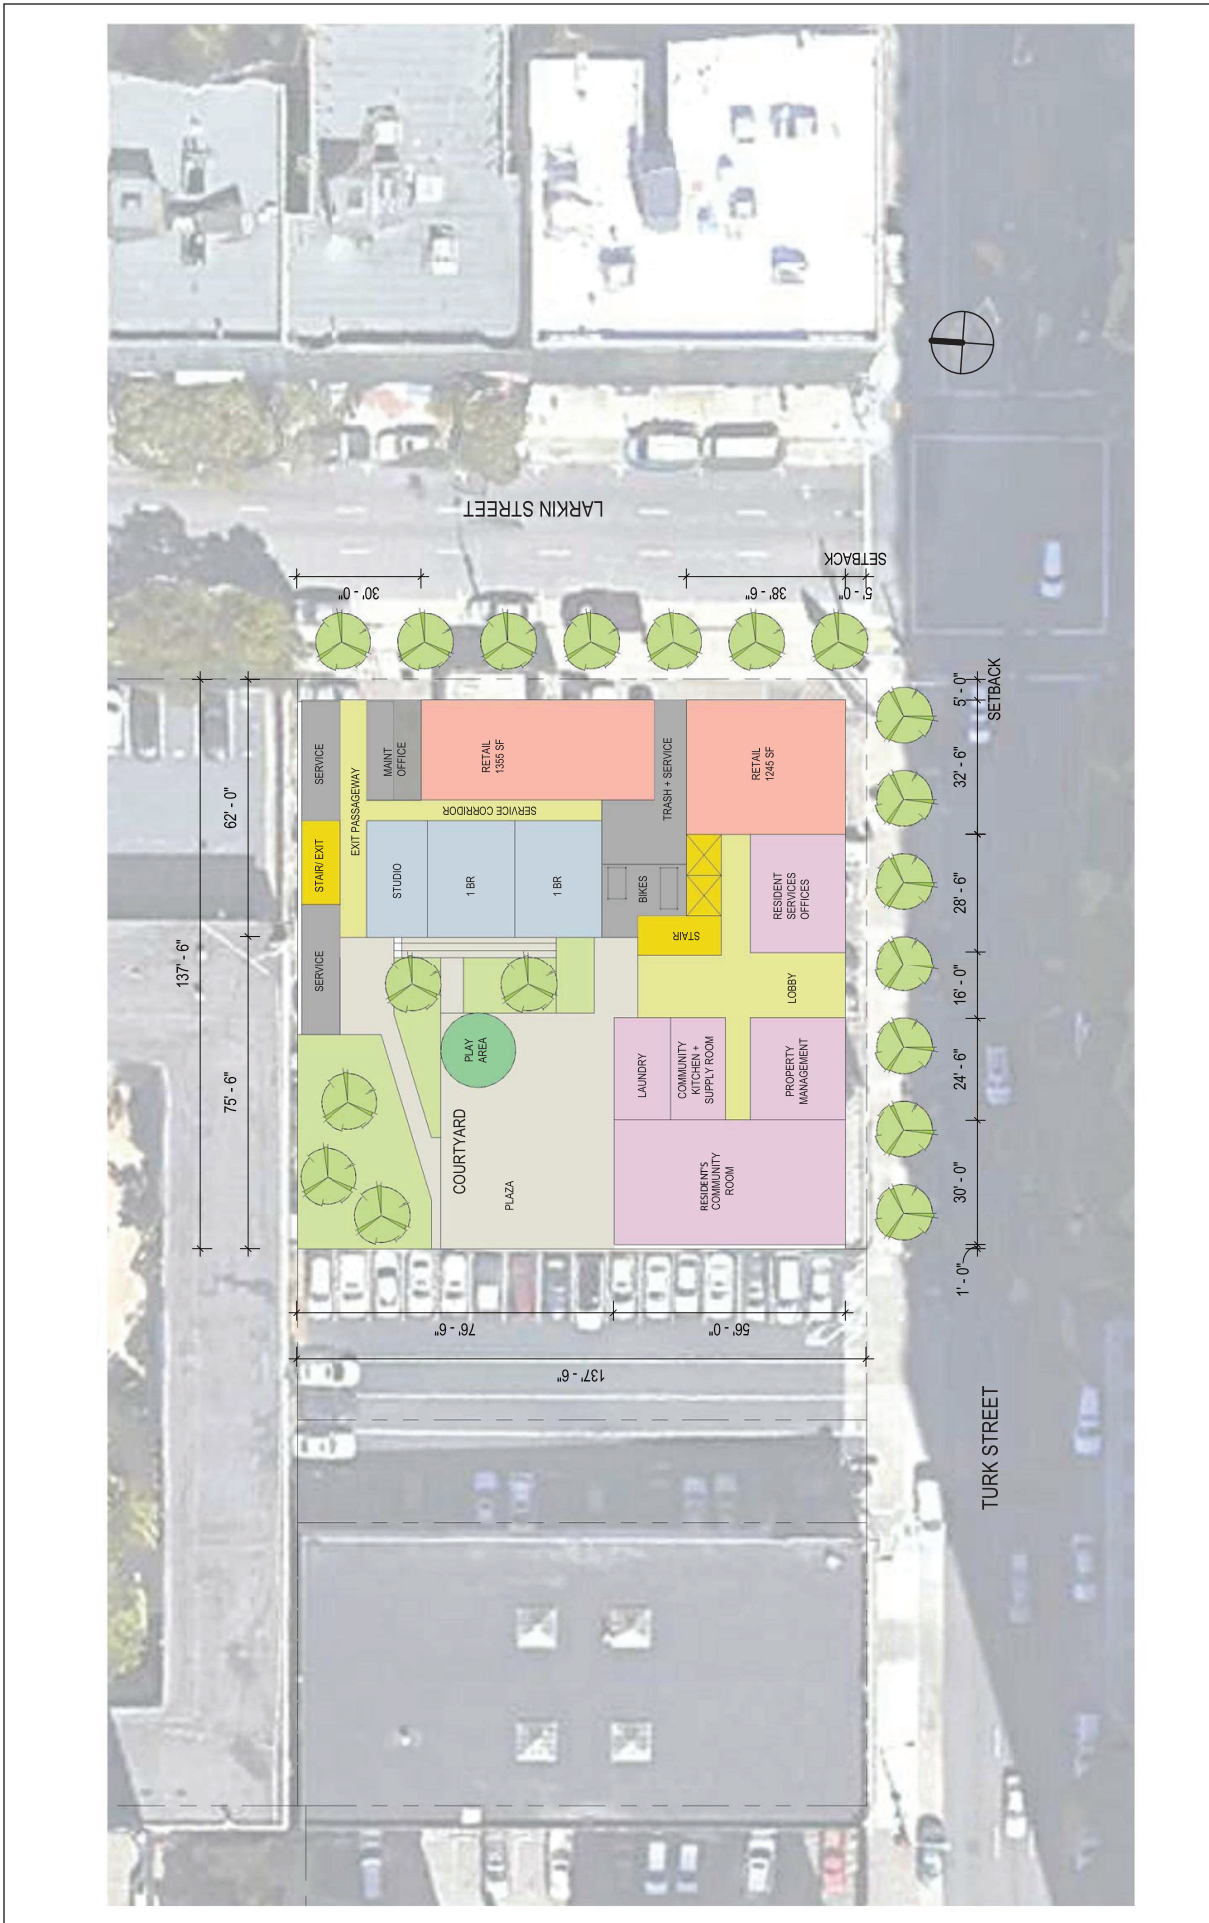 LARKIN STREET
SETBACK
30' - 0"
38' - 6"
5' - 0"
SETBACK
5' - 0"
32' - 6"
28' - 6"
16' - 0"
24' - 6"
30' - 0"
1' - 0"
137' - 6"
62' - 0"
75' - 6"
SERVICE
EXIT PASSAGEWAY
MAINT
OFFICE
RETAIL
1355 SF
TRASH + SERVICE
RETAIL
1245 SF
SERVICE CORRIDOR
STAIR/ EXIT
STUDIO
1 BR
1 BR
BIKES
RESIDENT
SERVICES
OFFICES
STAIR
SERVICE
LOBBY
PLAY
AREA
LAUNDRY
COMMUNITY
KITCHEN +
SUPPLY ROOM
PROPERTY
MANAGEMENT
COURTYARD
PLAZA
RESIDENT'S
COMMUNITY
ROOM
76' - 6"
56' - 0"
137' - 6"
TURK STREET